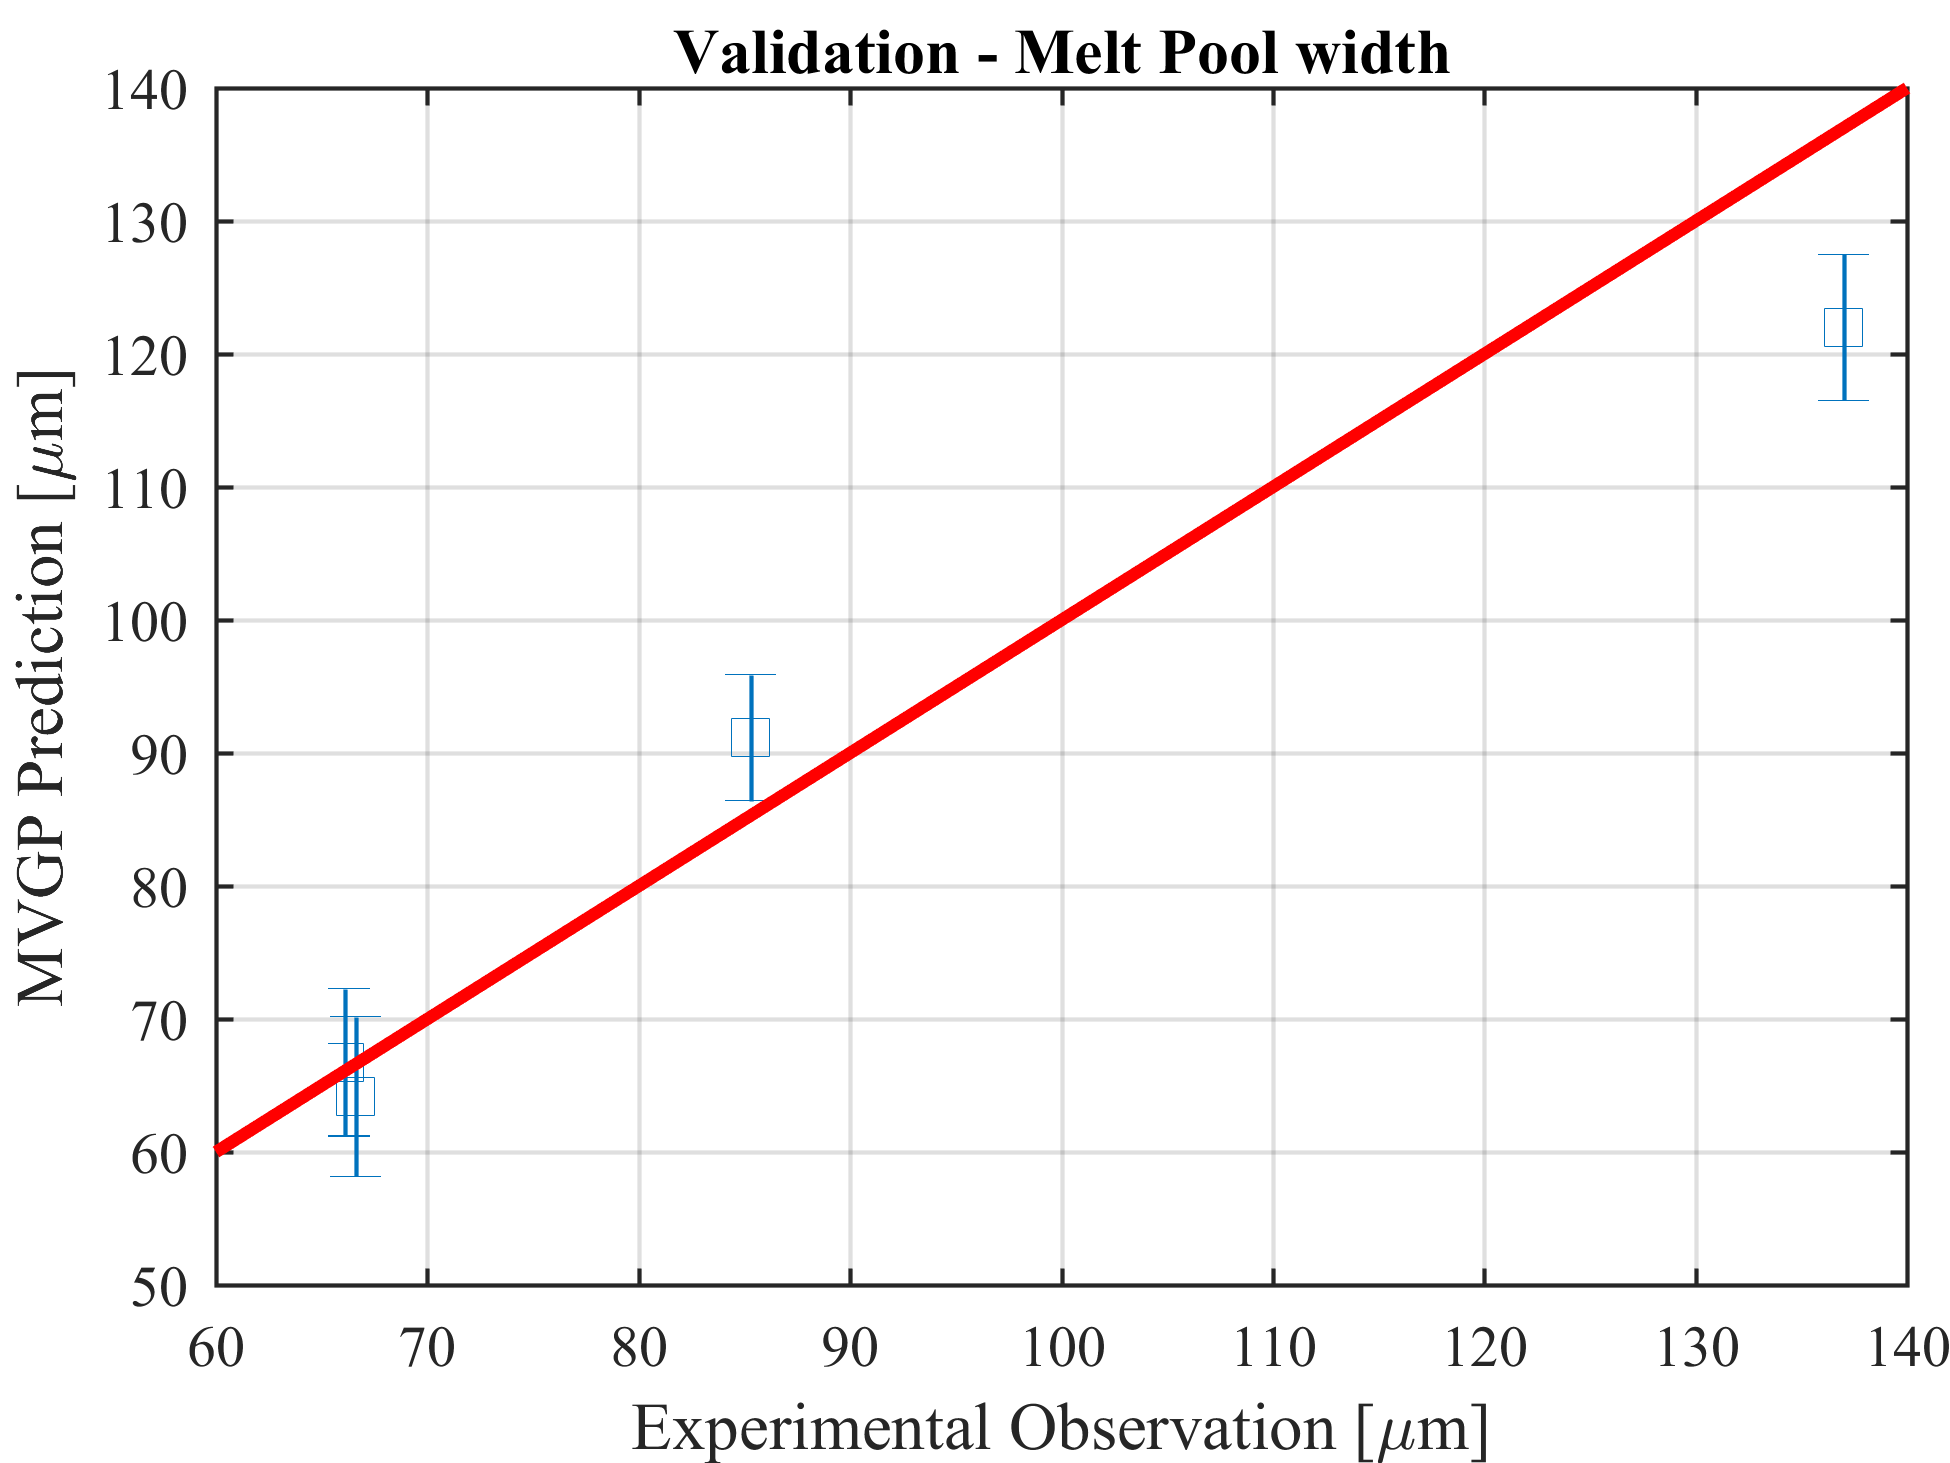 Validation - Melt Pool width
MVGP Prediction [μm]
140
130
120
110
100
90
80
70
60
50
60 70 80 90 100 110 120 130 140
Experimental Observation [μm]